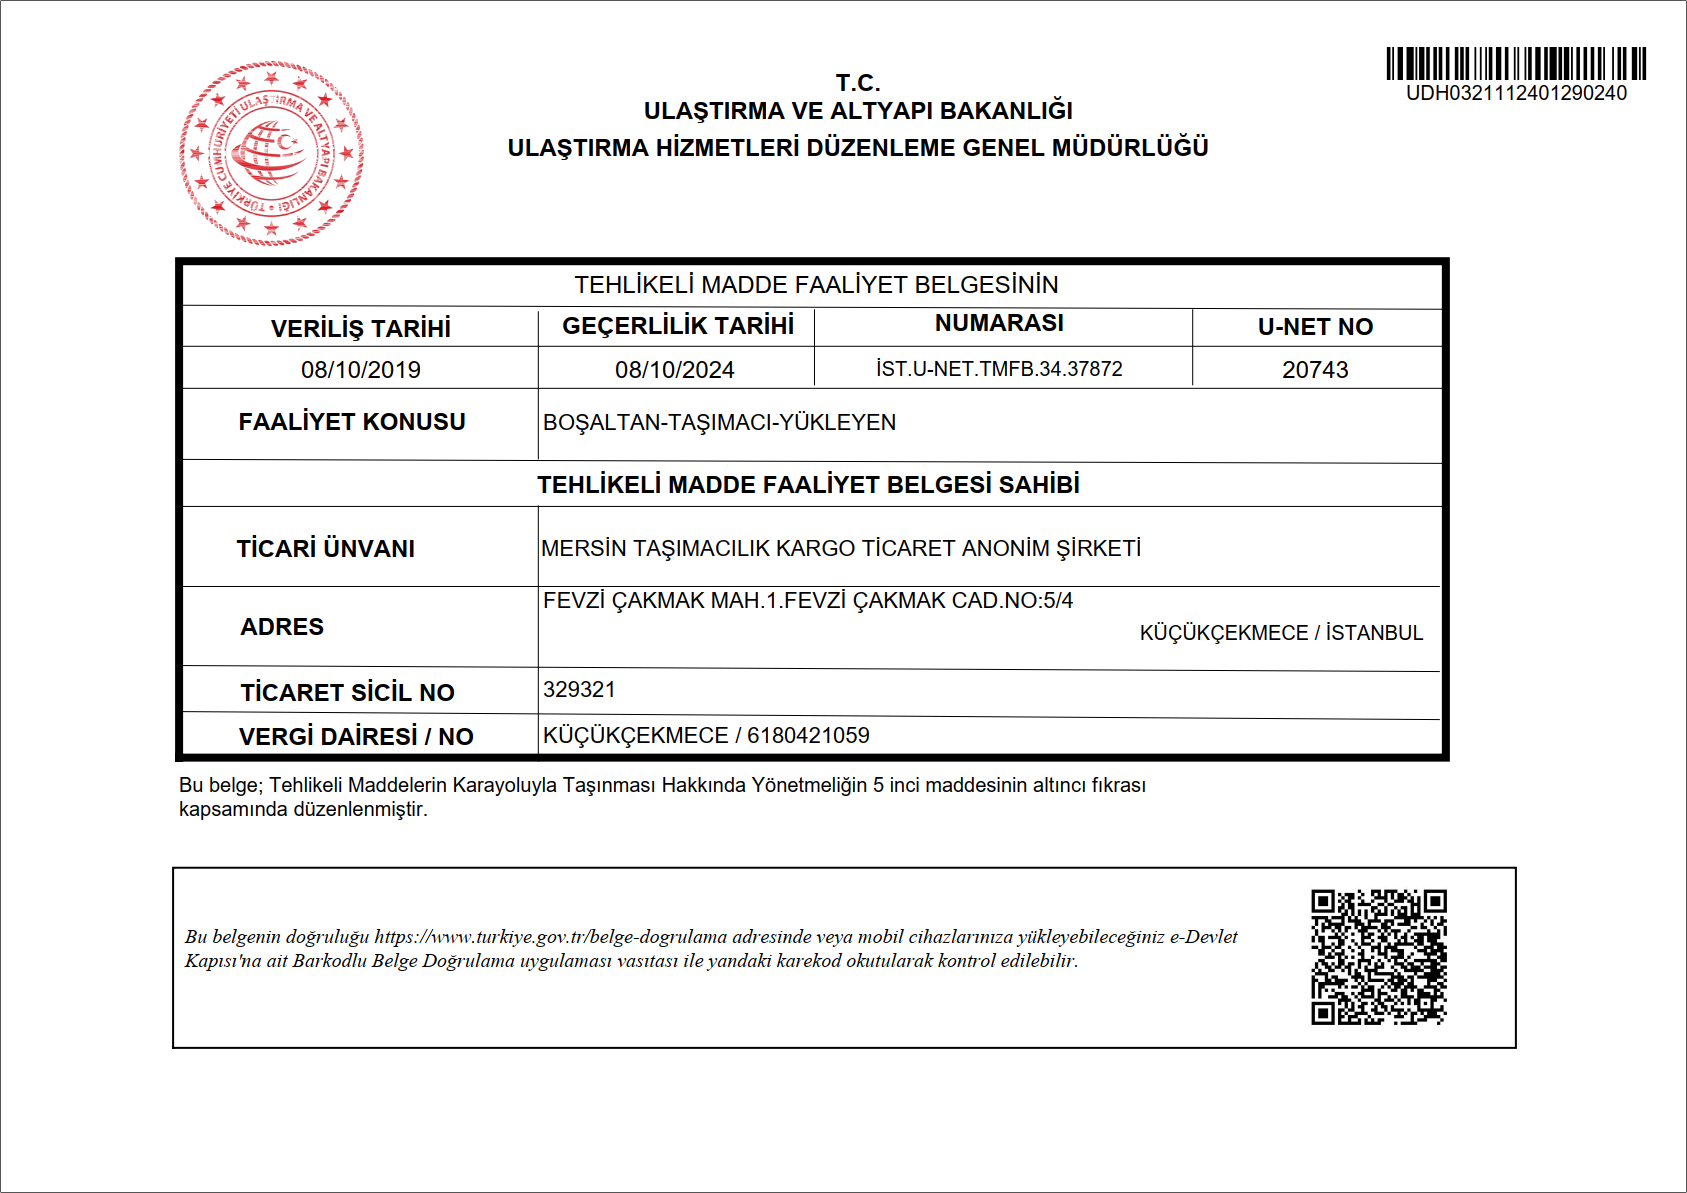 UDH0321112401290240
T.C.
ULAŞTIRMA VE ALTYAPI BAKANLIĞI
ULAŞTIRMA HİZMETLERİ DÜZENLEME GENEL MÜDÜRLÜĞÜ
TÜRKİYE CUMHURİYETİ ULAŞTIRMA VE ALTYAPI BAKANLIĞI
TEHLİKELİ MADDE FAALİYET BELGESİNİN
VERİLİŞ TARİHİ GEÇERLİLİK TARİHİ NUMARASI U-NET NO
08/10/2019 08/10/2024 İST.U-NET.TMFB.34.37872 20743
FAALİYET KONUSU BOŞALTAN-TAŞIMACI-YÜKLEYEN
TEHLİKELİ MADDE FAALİYET BELGESİ SAHİBİ
TİCARİ ÜNVANI MERSİN TAŞIMACILIK KARGO TİCARET ANONİM ŞİRKETİ
ADRES FEVZİ ÇAKMAK MAH.1.FEVZİ ÇAKMAK CAD.NO:5/4
KÜÇÜKÇEKMECE / İSTANBUL
TİCARET SİCİL NO 329321
VERGİ DAİRESİ / NO KÜÇÜKÇEKMECE / 6180421059
Bu belge; Tehlikeli Maddelerin Karayoluyla Taşınması Hakkında Yönetmeliğin 5 inci maddesinin altıncı fıkrası
kapsamında düzenlenmiştir.
Bu belgenin doğruluğu https://www.turkiye.gov.tr/belge-dogrulama adresinde veya mobil cihazlarınıza yükleyebileceğiniz e-Devlet
Kapısı'na ait Barkodlu Belge Doğrulama uygulaması vasıtası ile yandaki karekod okutularak kontrol edilebilir.